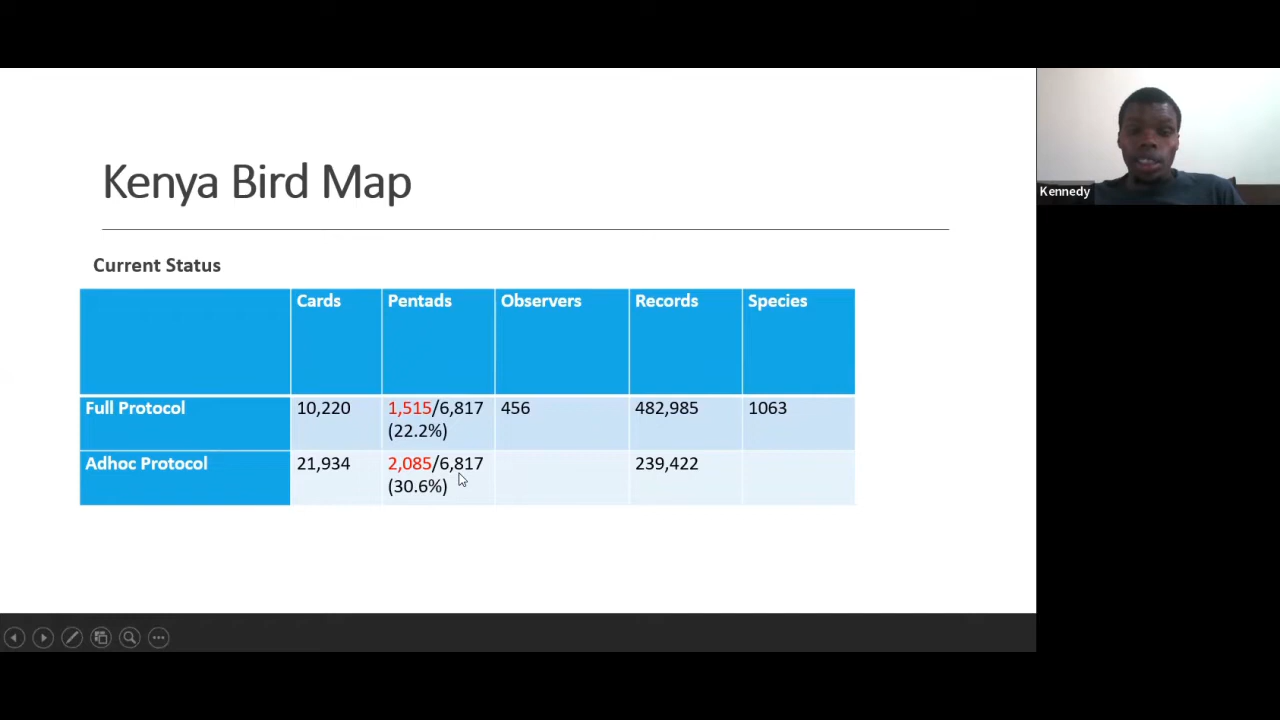 Kenya Bird Map
Kennedy
Current Status
Cards Pentads Observers Records Species
Full Protocol 10,220 1,515/6,817 456 482,985 1063
(22.2%)
Adhoc Protocol 21,934 2,085/6,817 239,422
(30.6%)